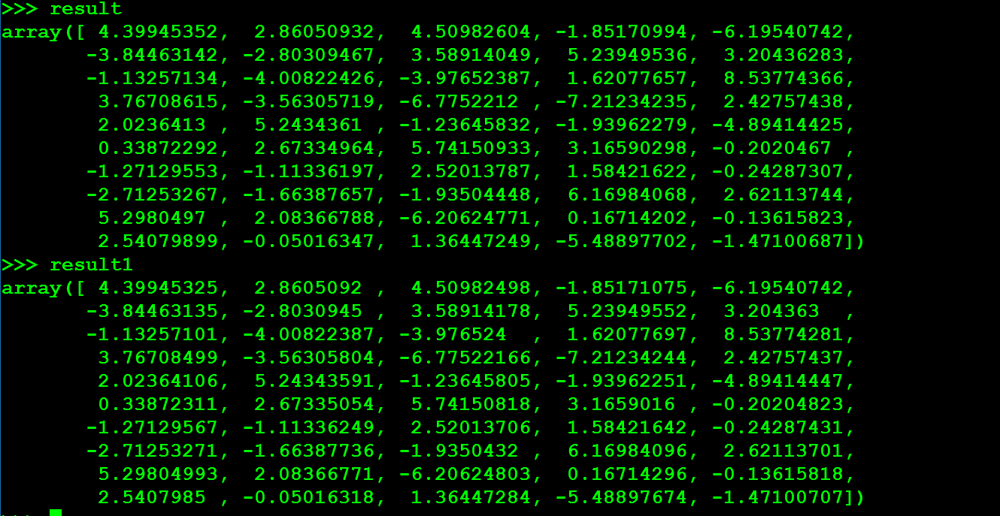 >>> result
array([ 4.39945352,  2.86050932,  4.50982604, -1.85170994, -6.19540742,
       -3.84463142, -2.80309467,  3.58914049,  5.23949536,  3.20436283,
       -1.13257134, -4.00822426, -3.97652387,  1.62077657,  8.53774366,
        3.76708615, -3.56305719, -6.7752212 , -7.21234235,  2.42757438,
        2.0236413 ,  5.2434361 , -1.23645832, -1.93962279, -4.89414425,
        0.33872292,  2.67334964,  5.74150933,  3.16590298, -0.2020467 ,
       -1.27129553, -1.11336197,  2.52013787,  1.58421622, -0.24287307,
       -2.71253267, -1.66387657, -1.93504448,  6.16984068,  2.62113744,
        5.2980497 ,  2.08366788, -6.20624771,  0.16714202, -0.13615823,
        2.54079899, -0.05016347,  1.36447249, -5.48897702, -1.47100687])
>>> result1
array([ 4.39945325,  2.8605092 ,  4.50982498, -1.85171075, -6.19540742,
       -3.84463135, -2.8030945 ,  3.58914178,  5.23949552,  3.204363  ,
       -1.13257101, -4.00822387, -3.976524  ,  1.62077697,  8.53774281,
        3.76708499, -3.56305804, -6.77522166, -7.21234244,  2.42757437,
        2.02364106,  5.24343591, -1.23645805, -1.93962251, -4.89414447,
        0.33872311,  2.67335054,  5.74150818,  3.1659016 , -0.20204823,
       -1.27129567, -1.11336249,  2.52013706,  1.58421642, -0.24287431,
       -2.71253271, -1.66387736, -1.9350432 ,  6.16984096,  2.62113701,
        5.29804993,  2.08366771, -6.20624803,  0.16714296, -0.13615818,
        2.5407985 , -0.05016318,  1.36447284, -5.48897674, -1.47100707])